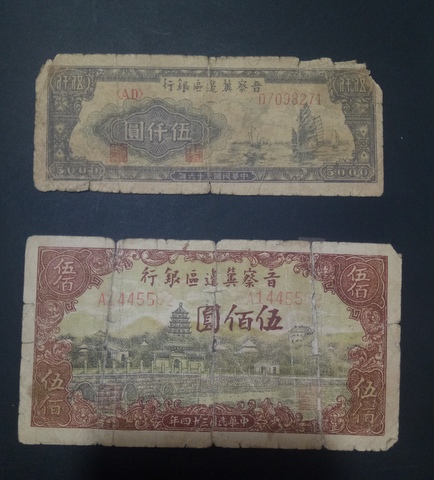 晉察冀邊區銀行
(AD)
07098271
伍仟圓
中華民國三十六年
5000
5000
伍佰
伍佰
晉察冀邊區銀行
伍佰圓
伍佰
伍佰
中華民國三十四年